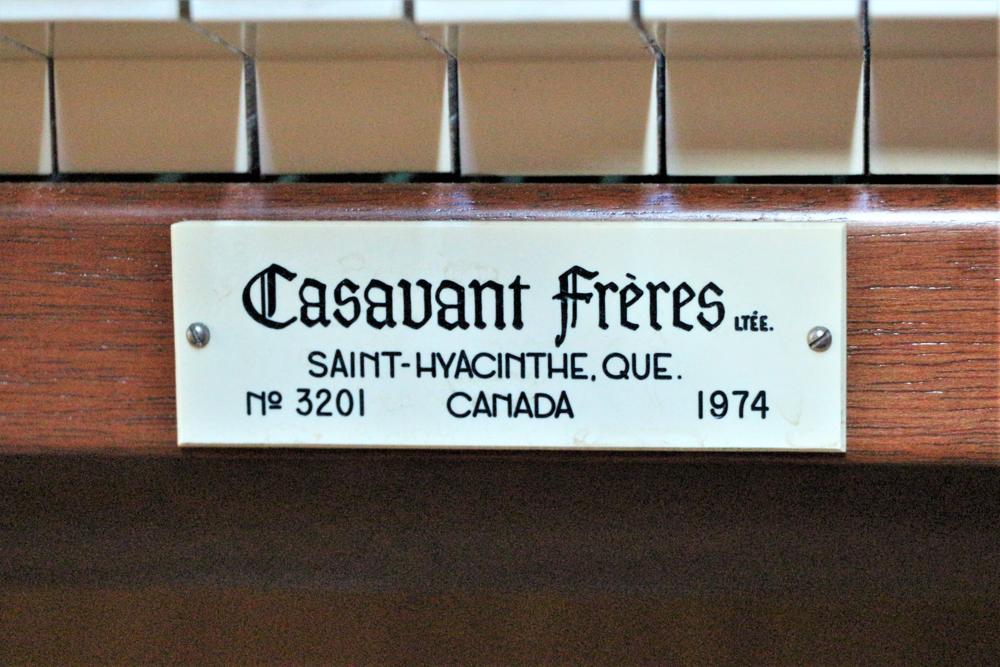 Casavant Frères LTÉE.
SAINT-HYACINTHE, QUE.
Nº 3201 CANADA 1974